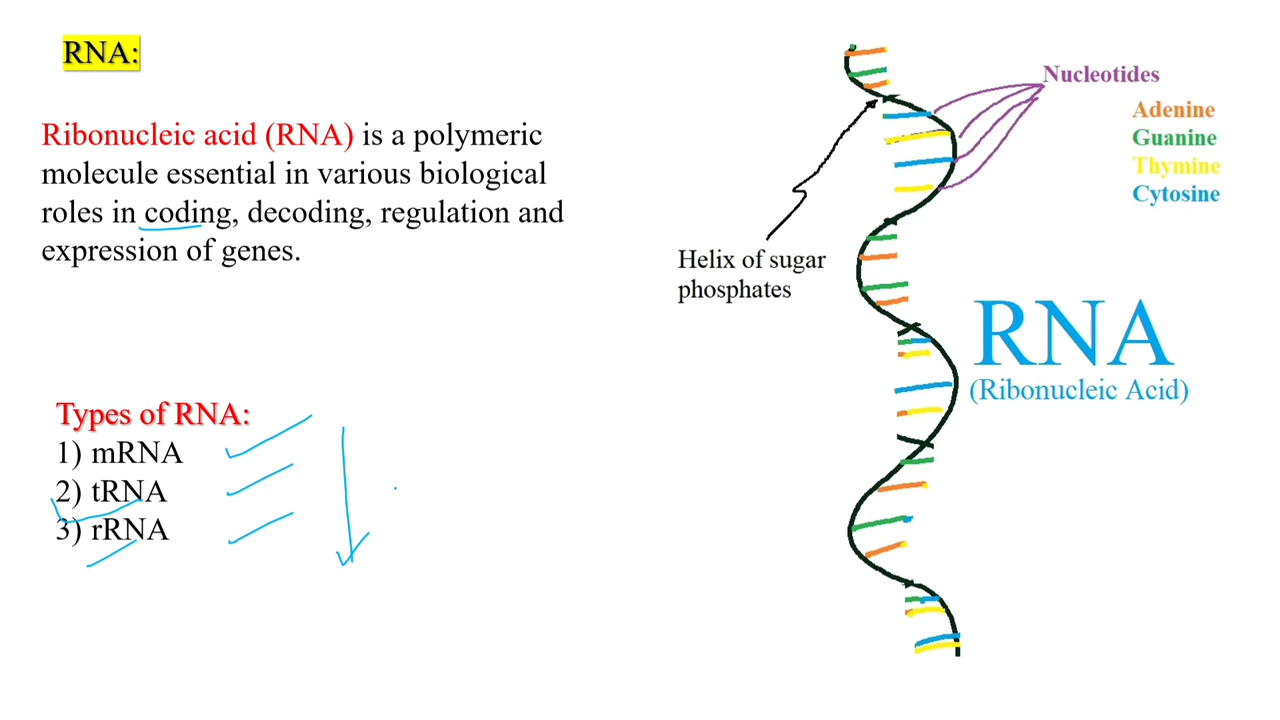 RNA:
Ribonucleic acid (RNA) is a polymeric
molecule essential in various biological
roles in coding, decoding, regulation and
expression of genes.
Types of RNA:
1) mRNA
2) tRNA
3) rRNA
Nucleotides
Adenine
Guanine
Thymine
Cytosine
Helix of sugar
phosphates
RNA
(Ribonucleic Acid)